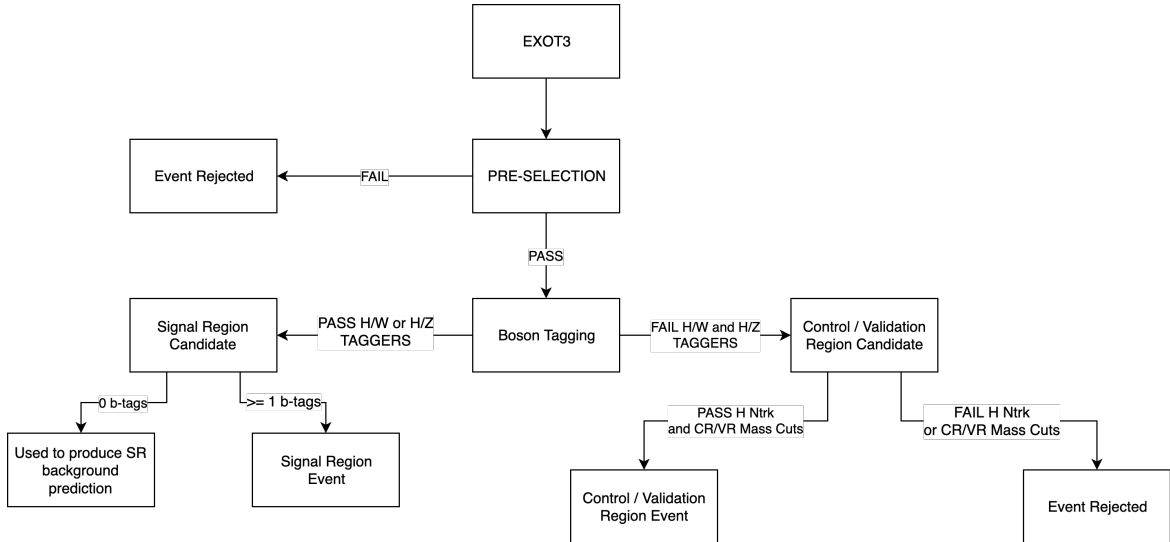 EXOT3
Event Rejected
FAIL
PRE-SELECTION
PASS
Signal Region
Candidate
PASS H/W or H/Z
TAGGERS
Boson Tagging
FAIL H/W and H/Z
TAGGERS
Control / Validation
Region Candidate
0 b-tags
>= 1 b-tags
PASS H Ntrk
and CR/VR Mass Cuts
FAIL H Ntrk
or CR/VR Mass Cuts
Used to produce SR
background
prediction
Signal Region
Event
Control / Validation
Region Event
Event Rejected